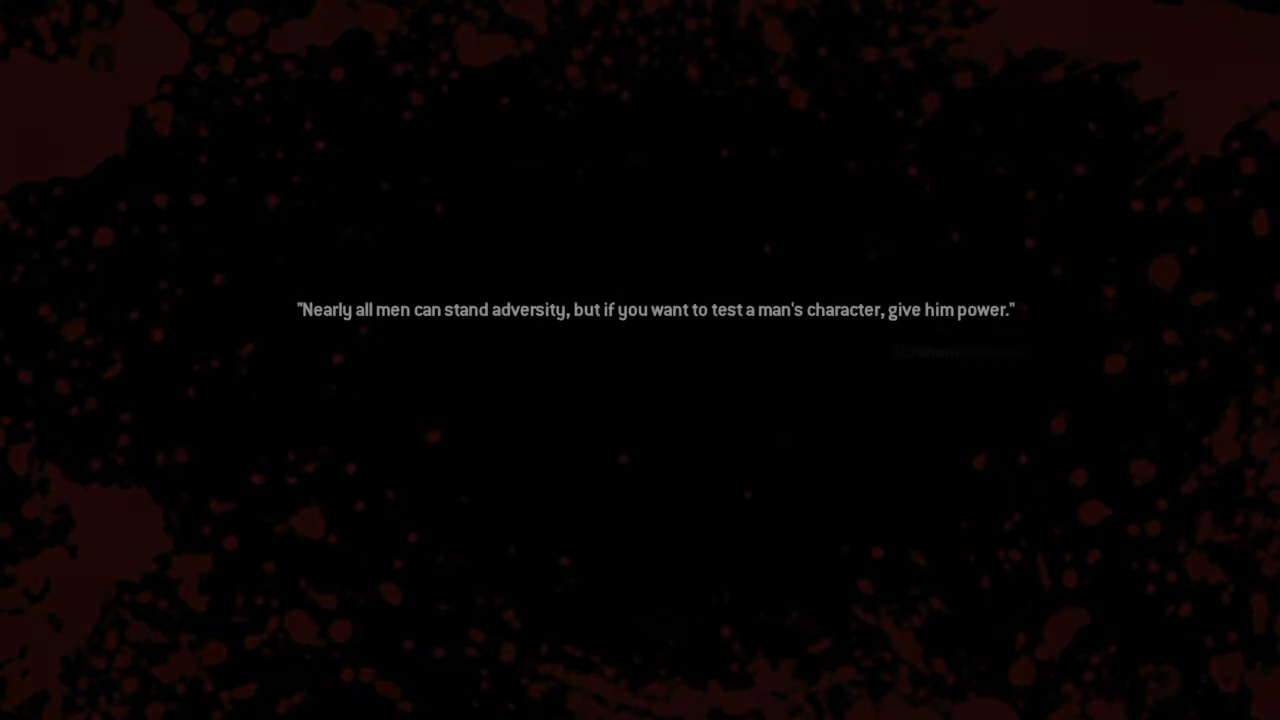 "Nearly all men can stand adversity, but if you want to test a man's character, give him power."